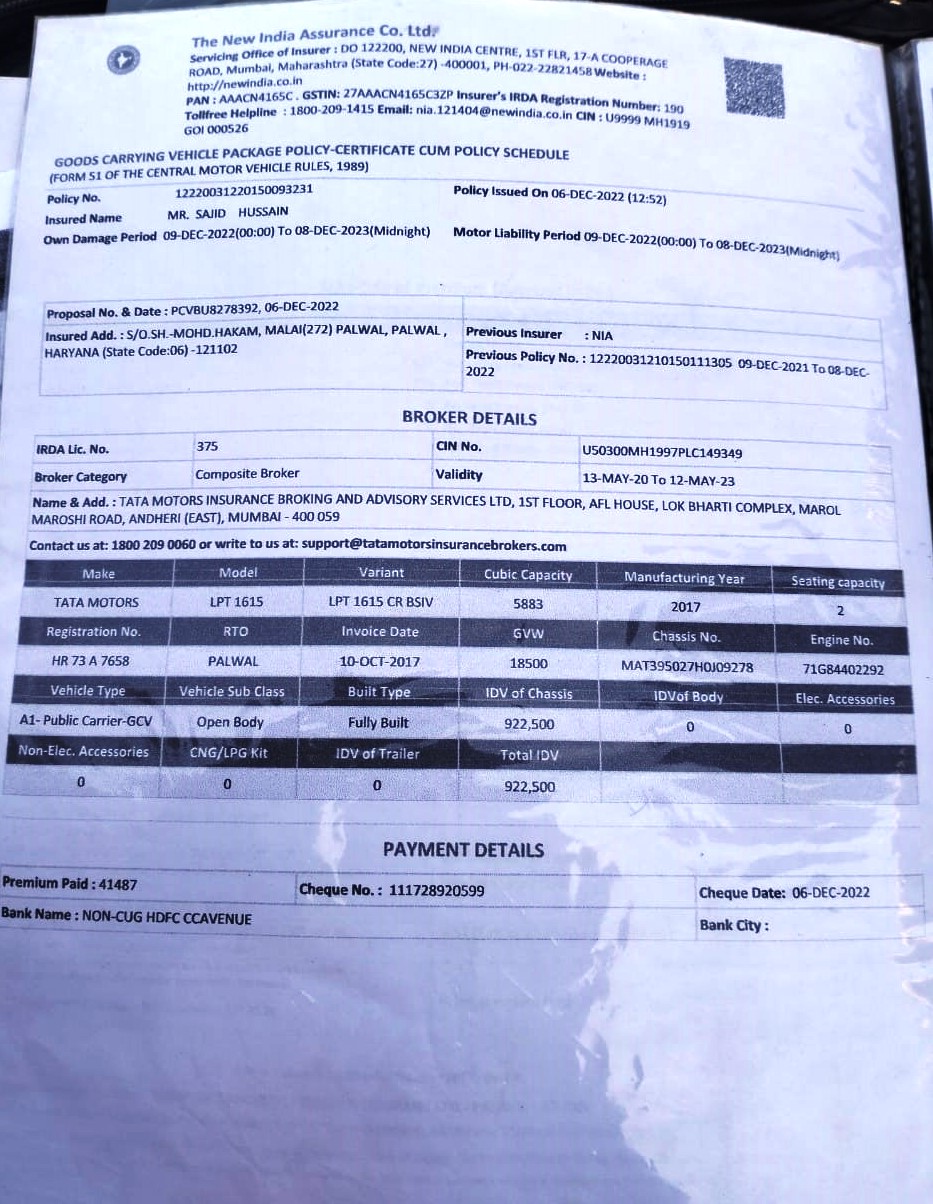 The New India Assurance Co. Ltd.
Servicing Office of Insurer : DO 122200, NEW INDIA CENTRE, 1ST FLR, 17-A COOPERAGE
ROAD, Mumbai, Maharashtra (State Code:27) -400001, PH-022-22821458 Website :
http://newindia.co.in
PAN : AAACN4165C . GSTIN: 27AAACN4165C3ZP Insurer's IRDA Registration Number: 190
Tollfree Helpline : 1800-209-1415 Email: nia.121404@newindia.co.in CIN : U9999 MH1919
GOI 000526
GOODS CARRYING VEHICLE PACKAGE POLICY-CERTIFICATE CUM POLICY SCHEDULE
(FORM 51 OF THE CENTRAL MOTOR VEHICLE RULES, 1989)
Policy No. 12220031220150093231 Policy Issued On 06-DEC-2022 (12:52)
Insured Name MR. SAJID HUSSAIN
Own Damage Period 09-DEC-2022(00:00) To 08-DEC-2023(Midnight) Motor Liability Period 09-DEC-2022(00:00) To 08-DEC-2023(Midnight)
Proposal No. & Date : PCVBU8278392, 06-DEC-2022
Insured Add. : S/O.SH.-MOHD.HAKAM, MALAI(272) PALWAL, PALWAL , Previous Insurer : NIA
HARYANA (State Code:06) -121102 Previous Policy No. : 12220031210150111305 09-DEC-2021 To 08-DEC-
2022
BROKER DETAILS
IRDA Lic. No. 375 CIN No. U50300MH1997PLC149349
Broker Category Composite Broker Validity 13-MAY-20 To 12-MAY-23
Name & Add. : TATA MOTORS INSURANCE BROKING AND ADVISORY SERVICES LTD, 1ST FLOOR, AFL HOUSE, LOK BHARTI COMPLEX, MAROL
MAROSHI ROAD, ANDHERI (EAST), MUMBAI - 400 059
Contact us at: 1800 209 0060 or write to us at: support@tatamotorsinsurancebrokers.com
Make Model Variant Cubic Capacity Manufacturing Year Seating capacity
TATA MOTORS LPT 1615 LPT 1615 CR BSIV 5883 2017 2
Registration No. RTO Invoice Date GVW Chassis No. Engine No.
HR 73 A 7658 PALWAL 10-OCT-2017 18500 MAT395027H0J09278 71G84402292
Vehicle Type Vehicle Sub Class Built Type IDV of Chassis IDVof Body Elec. Accessories
A1- Public Carrier-GCV Open Body Fully Built 922,500 0 0
Non-Elec. Accessories CNG/LPG Kit IDV of Trailer Total IDV
0 0 0 922,500
PAYMENT DETAILS
Premium Paid : 41487 Cheque No. : 111728920599 Cheque Date: 06-DEC-2022
Bank Name : NON-CUG HDFC CCAVENUE Bank City :